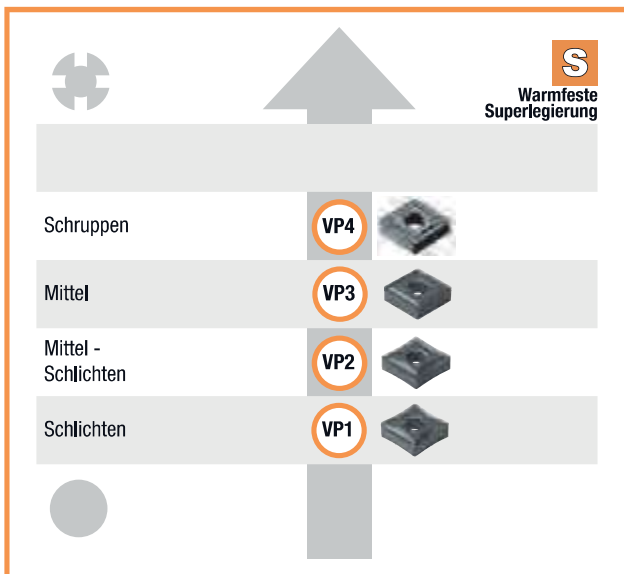 S
Warmfeste
Superlegierung
Schruppen
VP4
Mittel
VP3
Mittel -
Schlichten
VP2
Schlichten
VP1